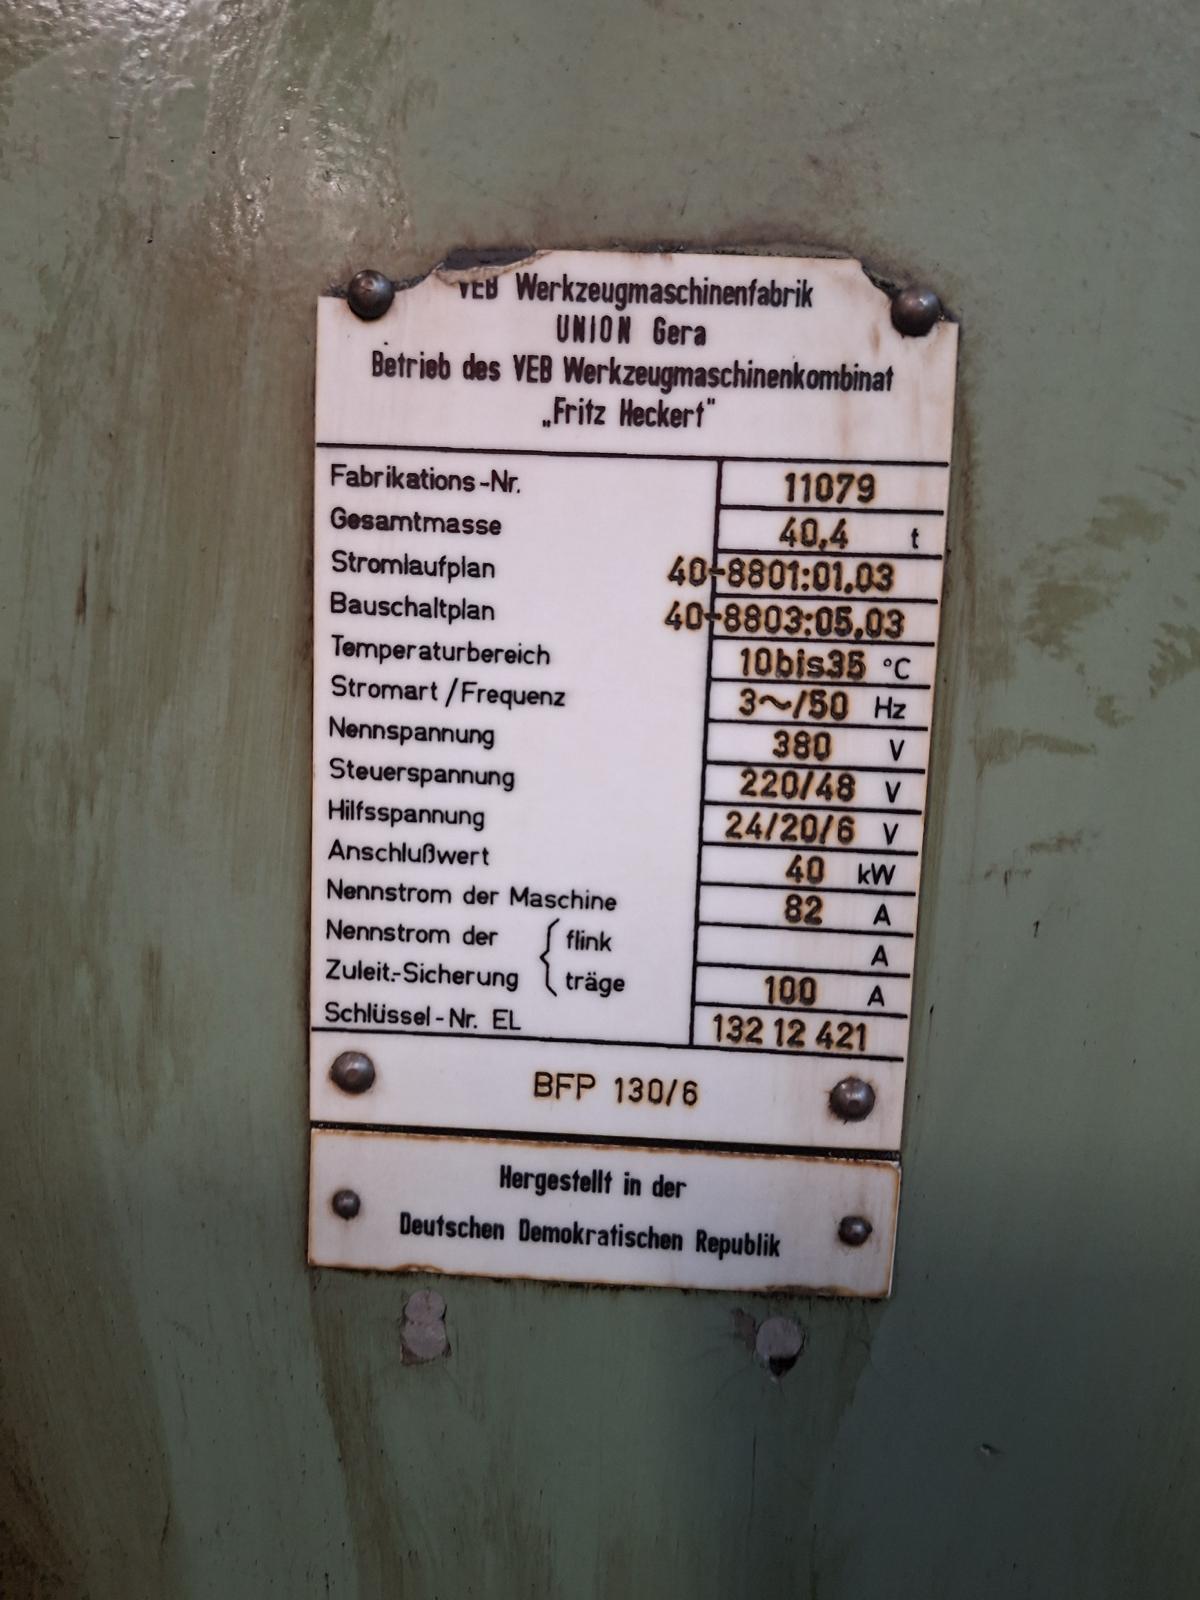 VEB Werkzeugmaschinenfabrik
UNION Gera
Betrieb des VEB Werkzeugmaschinenkombinat
„Fritz Heckert"
Fabrikations-Nr. 11079
Gesamtmasse 40,4 t
Stromlaufplan 40-8801:01.03
Bauschaltplan 40-8803:05.03
Temperaturbereich 10bis35 °C
Stromart/Frequenz 3~/50 Hz
Nennspannung 380 V
Steuerspannung 220/48 V
Hilfsspannung 24/20/6 V
Anschlußwert 40 kW
Nennstrom der Maschine 82 A
Nennstrom der { flink A
Zuleit.-Sicherung träge 100 A
Schlüssel-Nr. EL 132 12 421
BFP 130/6
Hergestellt in der
Deutschen Demokratischen Republik